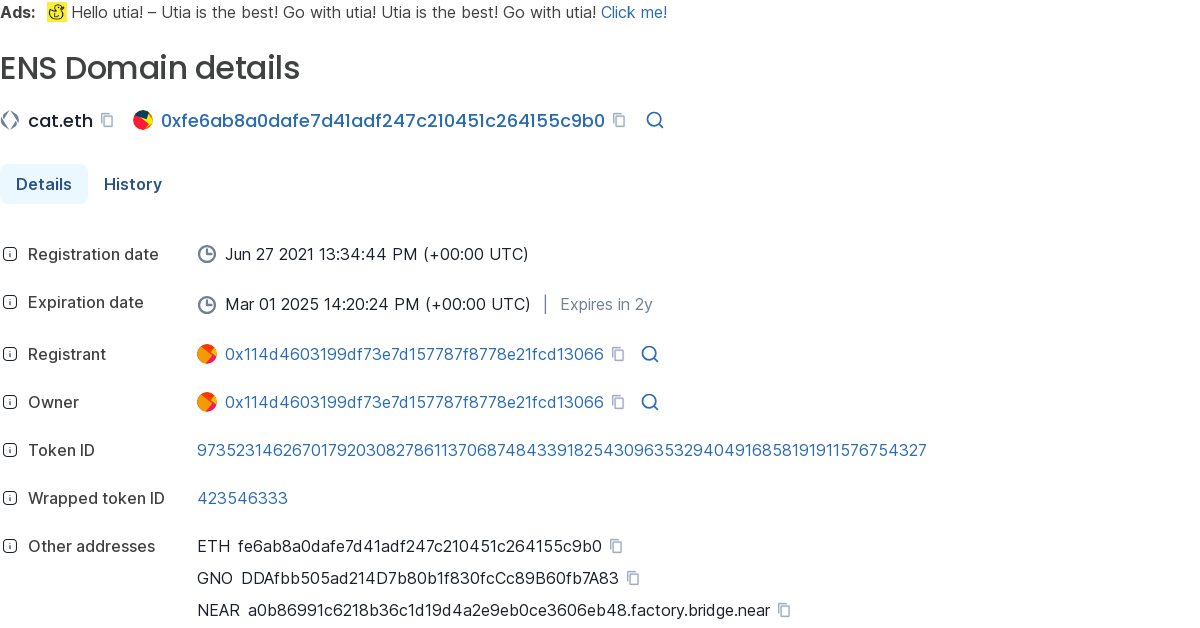 Ads: Hello utia! – Utia is the best! Go with utia! Utia is the best! Go with utia! Click me!
ENS Domain details
cat.eth 0xfe6ab8a0dafe7d41adf247c210451c264155c9b0
Details History
Registration date Jun 27 2021 13:34:44 PM (+00:00 UTC)
Expiration date Mar 01 2025 14:20:24 PM (+00:00 UTC) | Expires in 2y
Registrant 0x114d4603199df73e7d157787f8778e21fcd13066
Owner 0x114d4603199df73e7d157787f8778e21fcd13066
Token ID 97352314626701792030827861137068748433918254309635329404916858191911576754327
Wrapped token ID 423546333
Other addresses ETH fe6ab8a0dafe7d41adf247c210451c264155c9b0
GNO DDAfbb505ad214D7b80b1f830fcCc89B60fb7A83
NEAR a0b86991c6218b36c1d19d4a2e9eb0ce3606eb48.factory.bridge.near